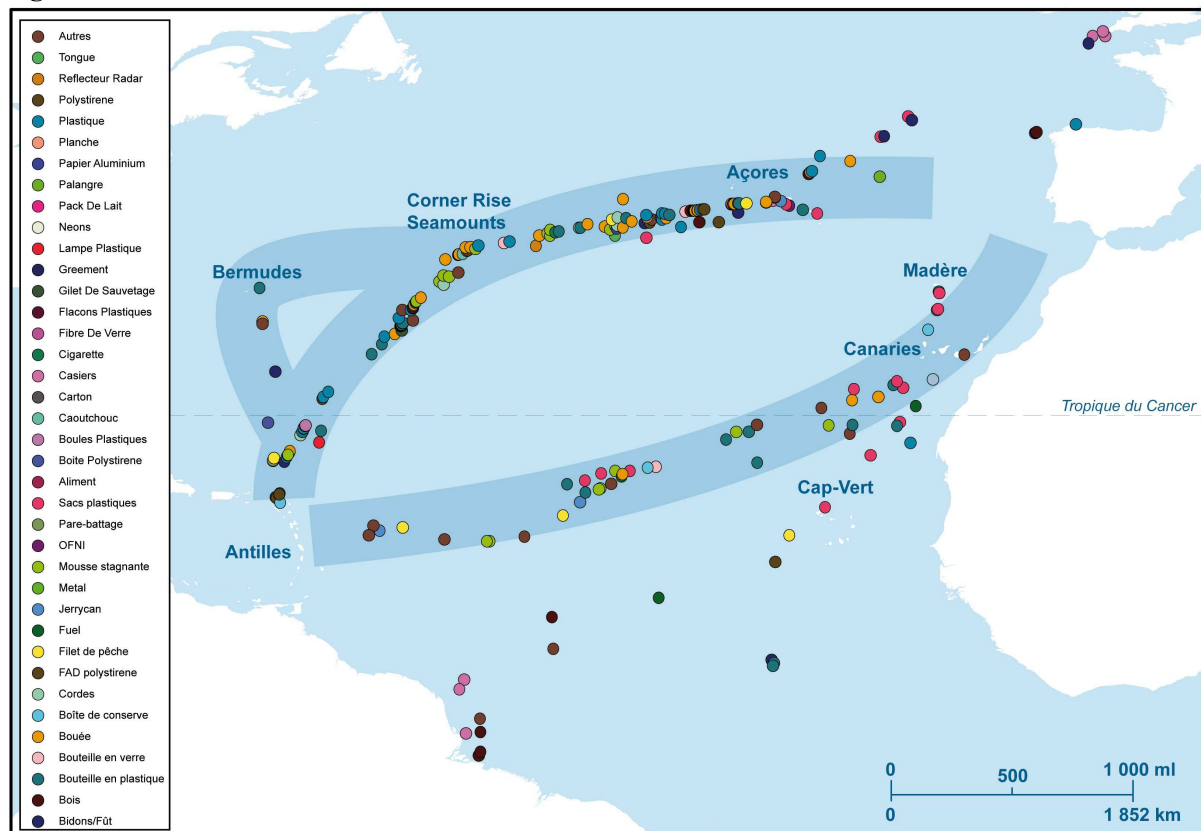 Autres
Tongue
Reflecteur Radar
Polystirene
Plastique
Planche
Papier Aluminium
Palangre
Pack De Lait
Neons
Lampe Plastique
Greement
Gilet De Sauvetage
Flacons Plastiques
Fibre De Verre
Cigarette
Casiers
Carton
Caoutchouc
Boules Plastiques
Boite Polystirene
Aliment
Sacs plastiques
Pare-battage
OFNI
Mousse stagnante
Metal
Jerrycan
Fuel
Filet de pêche
FAD polystirene
Cordes
Boîte de conserve
Bouée
Bouteille en verre
Bouteille en plastique
Bois
Bidons/Fût
Açores
Corner Rise
Seamounts
Bermudes
Madère
Canaries
Tropique du Cancer
Cap-Vert
Antilles
0 500 1 000 ml
0 1 852 km